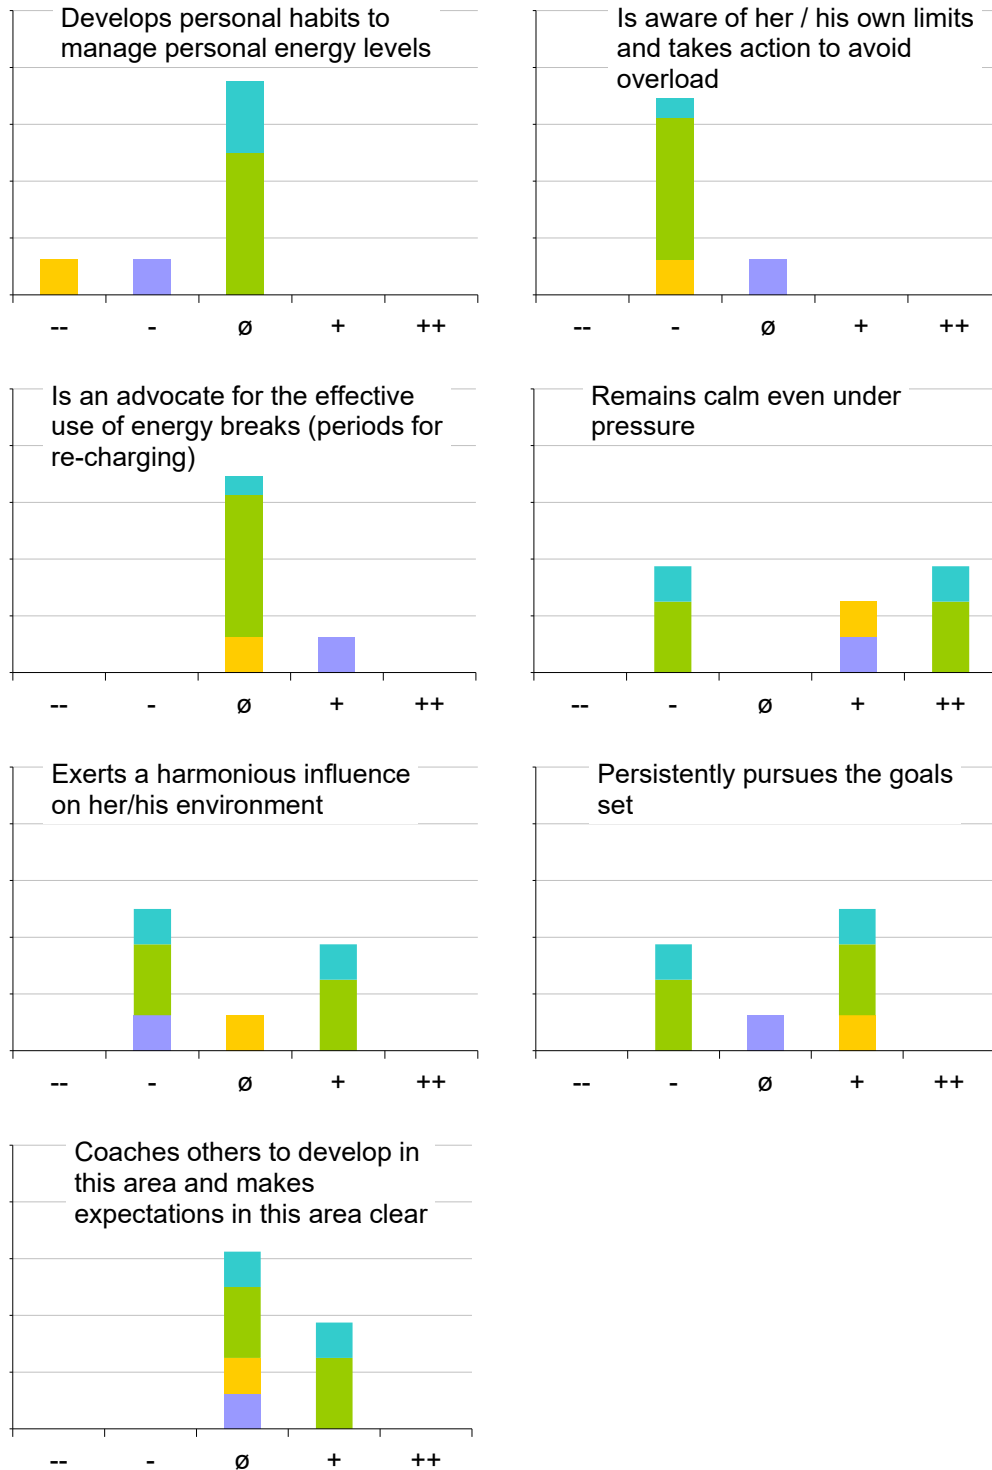 Develops personal habits to
manage personal energy levels
-- - ø + ++
Is aware of her / his own limits
and takes action to avoid
overload
-- - ø + ++
Is an advocate for the effective
use of energy breaks (periods for
re-charging)
-- - ø + ++
Remains calm even under
pressure
-- - ø + ++
Exerts a harmonious influence
on her/his environment
-- - ø + ++
Persistently pursues the goals
set
-- - ø + ++
Coaches others to develop in
this area and makes
expectations in this area clear
-- - ø + ++